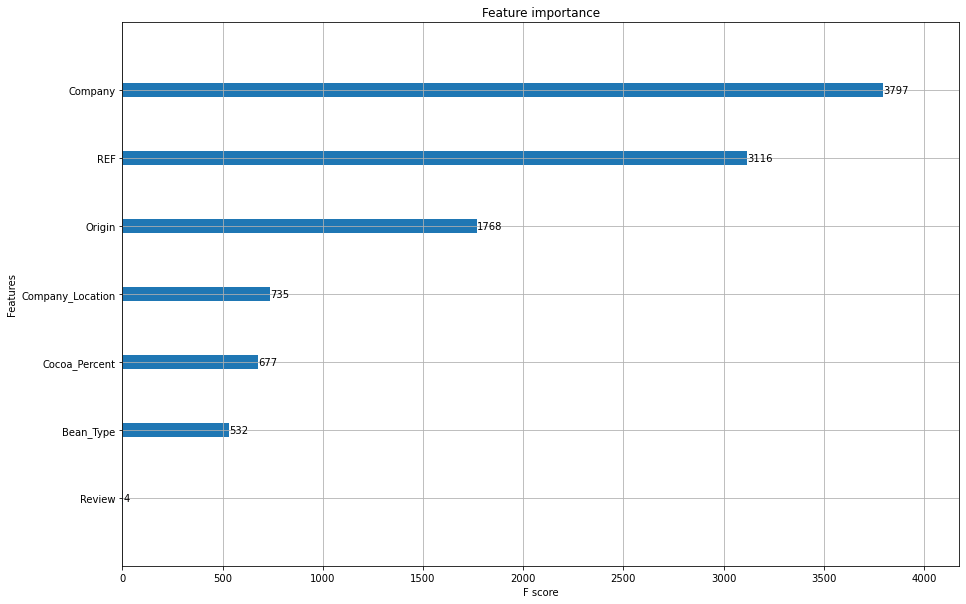 Feature importance
Company
3797
REF
3116
Origin
1768
Company_Location
735
Cocoa_Percent
677
Bean_Type
532
Review
4
Features
0 500 1000 1500 2000 2500 3000 3500 4000
F score